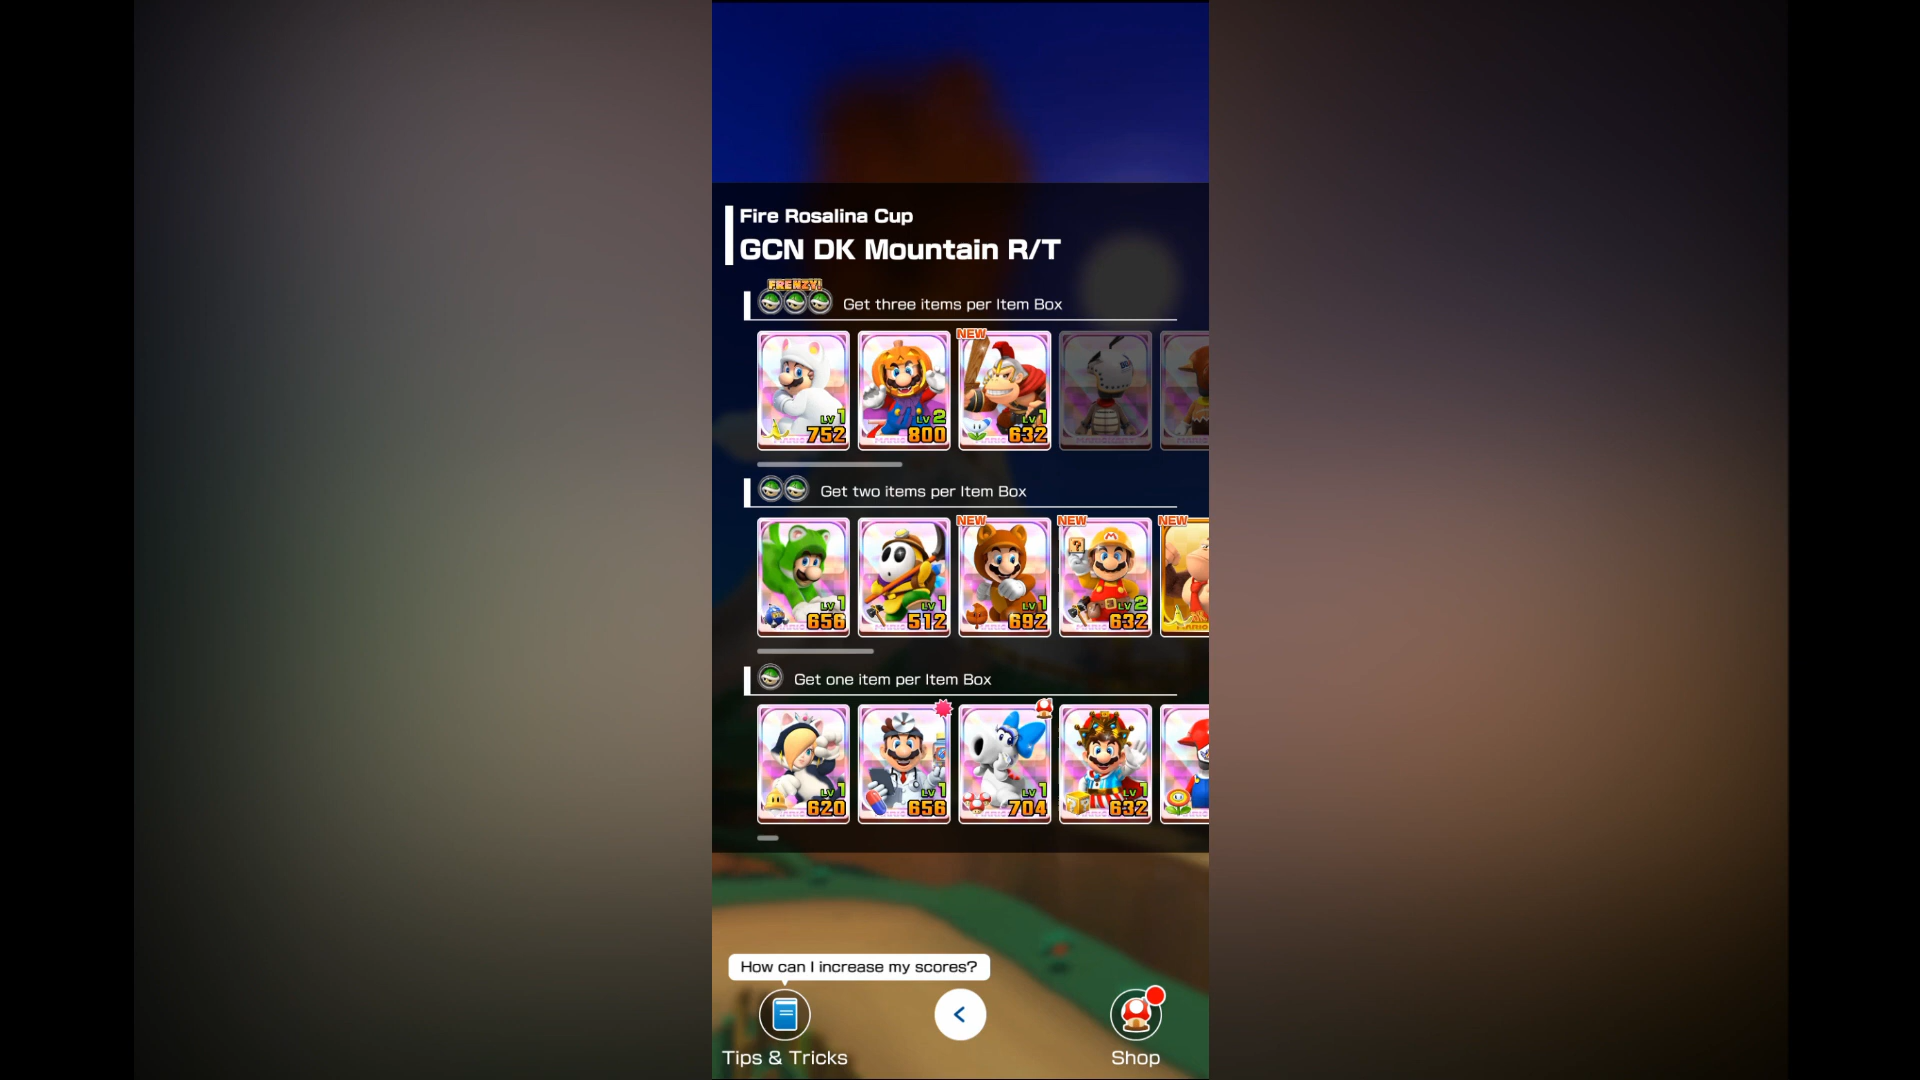 Fire Rosalina Cup
GCN DK Mountain R/T
FRENZY!
Get three items per Item Box
NEW
LV 1 LV 2 LV 1
752 800 632
Get two items per Item Box
NEW NEW NEW
LV 1 LV 1 LV 1 LV 2
656 512 692 632
Get one item per Item Box
LV 1 LV 1 LV 1 LV 1
620 656 704 632
How can I increase my scores?
<
Tips & Tricks
Shop